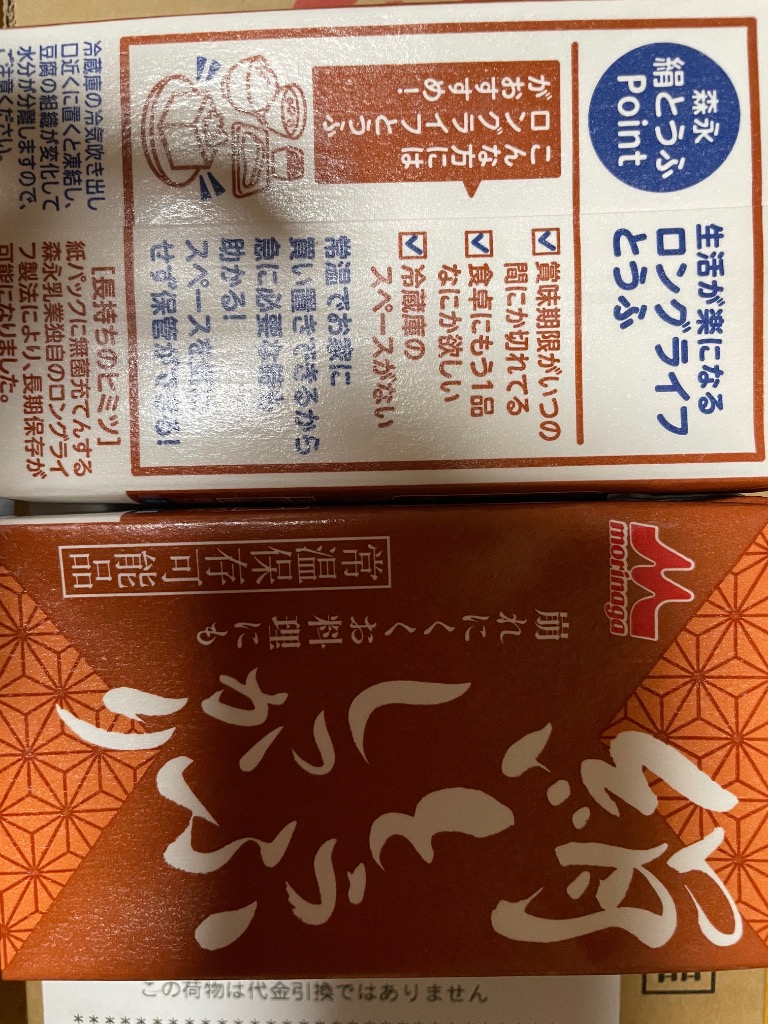 森永
絹とうふ
Point
生活が楽になる
ロングライフ
とうふ
こんな方には
ロングライフとうふ
がおすすめ!
賞味期限がいつの
間にか切れてる
食卓にもう1品
なにか欲しい
冷蔵庫の
スペースがない
常温でお家に
買い置きできるから
急に必要な時も
助かる!
スペースを
せず保管ができる!
[長持ちのヒミツ]
紙パックに無菌充てんする
森永乳業独自のロングライ
フ製法により、長期保存が
可能になりました。
冷蔵庫の冷気吹き出し
口近くに置くと凍結し、
豆腐の組織が変化して
水分が分離しますので、
ご注意ください。
morinaga
絹とうふ
しっかり
崩れにくくお料理にも
常温保存可能品
この荷物は代金引換ではありません